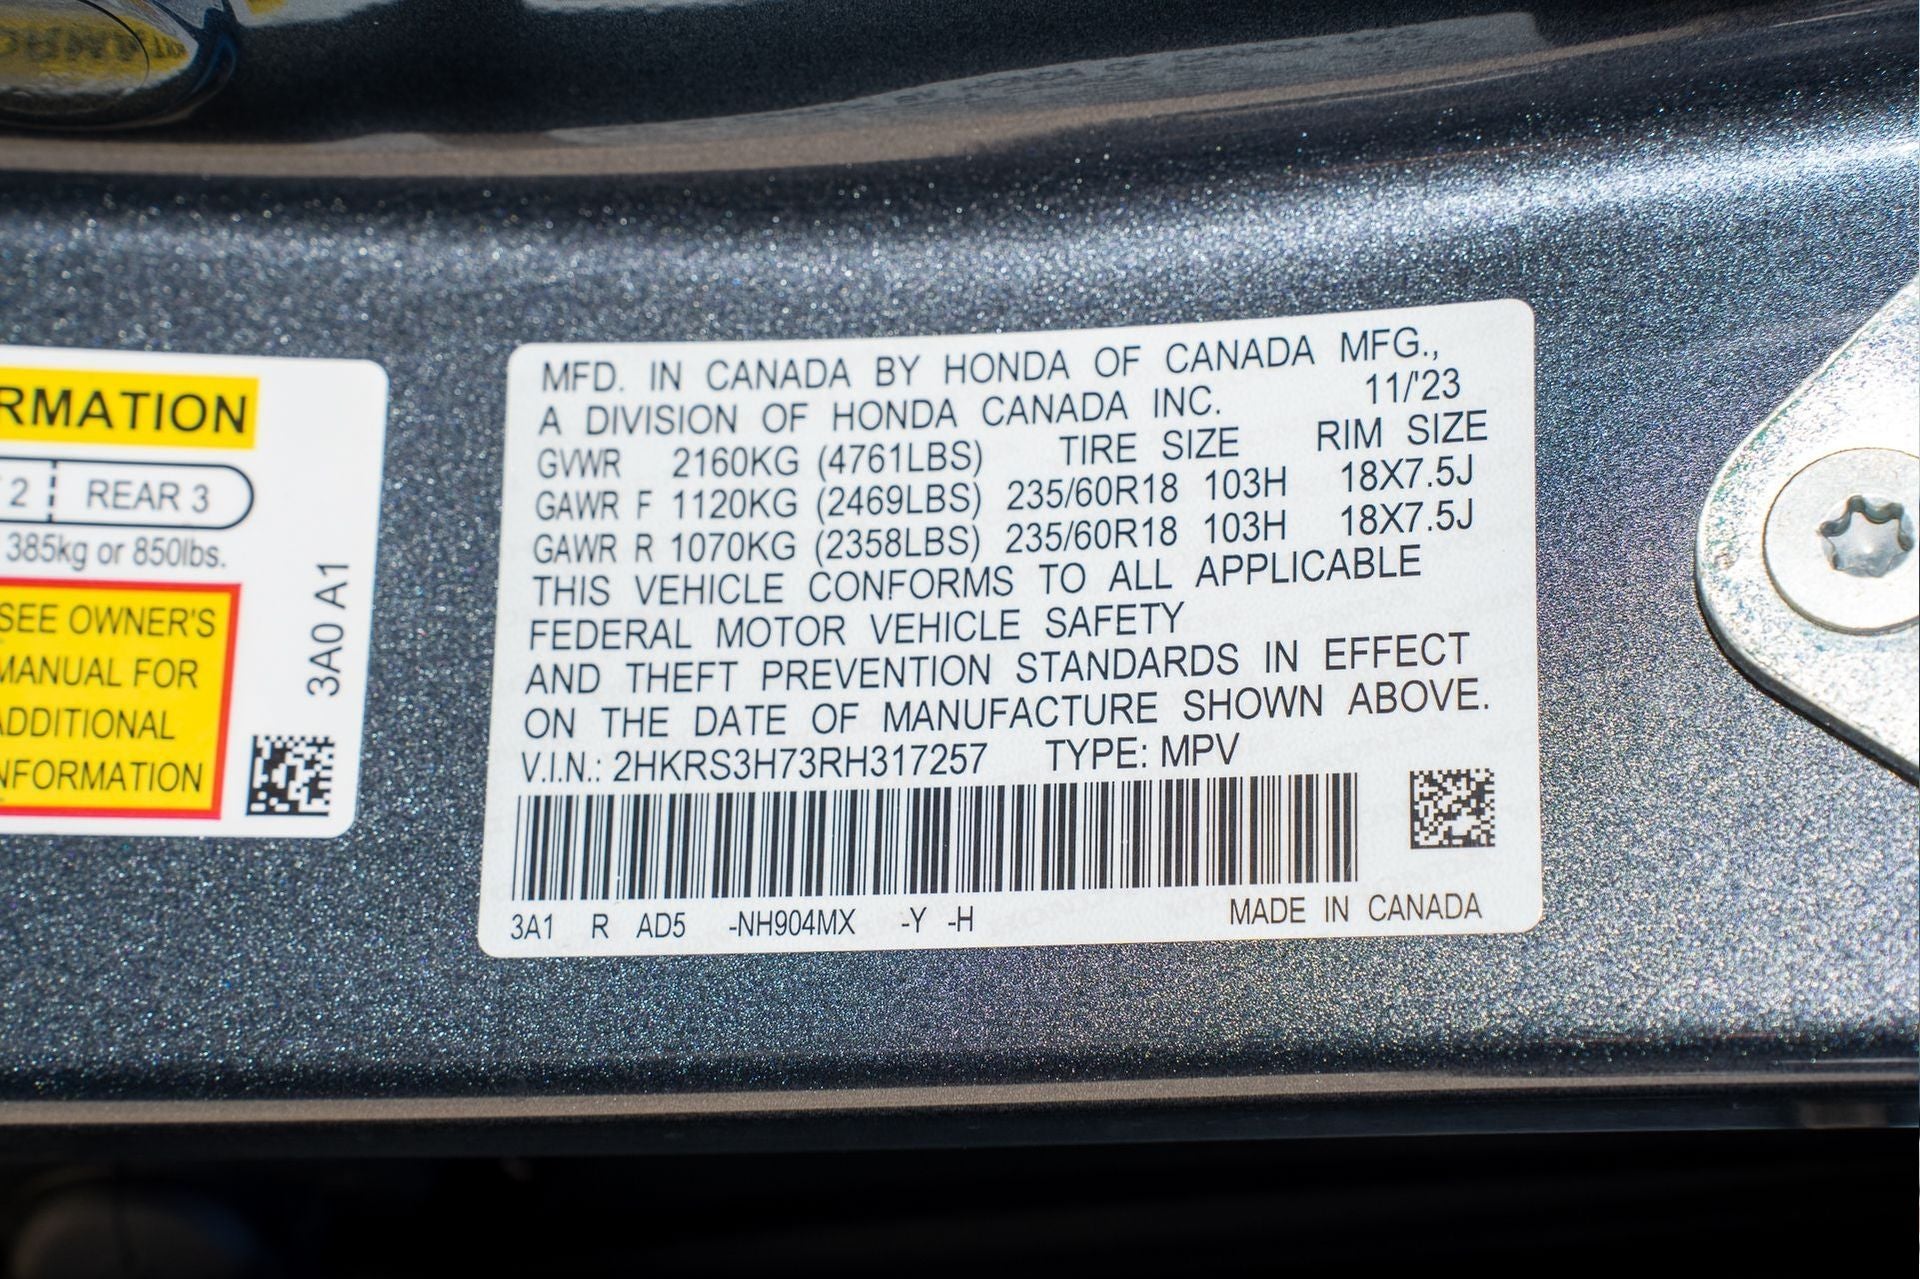 RMATION
2 REAR 3
385kg or 850lbs.
SEE OWNER'S
MANUAL FOR
ADDITIONAL
NFORMATION
3A0 A1
MFD. IN CANADA BY HONDA OF CANADA MFG.,
A DIVISION OF HONDA CANADA INC. 11/'23
GVWR 2160KG (4761LBS) TIRE SIZE RIM SIZE
GAWR F 1120KG (2469LBS) 235/60R18 103H 18X7.5J
GAWR R 1070KG (2358LBS) 235/60R18 103H 18X7.5J
THIS VEHICLE CONFORMS TO ALL APPLICABLE
FEDERAL MOTOR VEHICLE SAFETY
AND THEFT PREVENTION STANDARDS IN EFFECT
ON THE DATE OF MANUFACTURE SHOWN ABOVE.
V.I.N.: 2HKRS3H73RH317257 TYPE: MPV
3A1 R AD5 -NH904MX -Y -H MADE IN CANADA